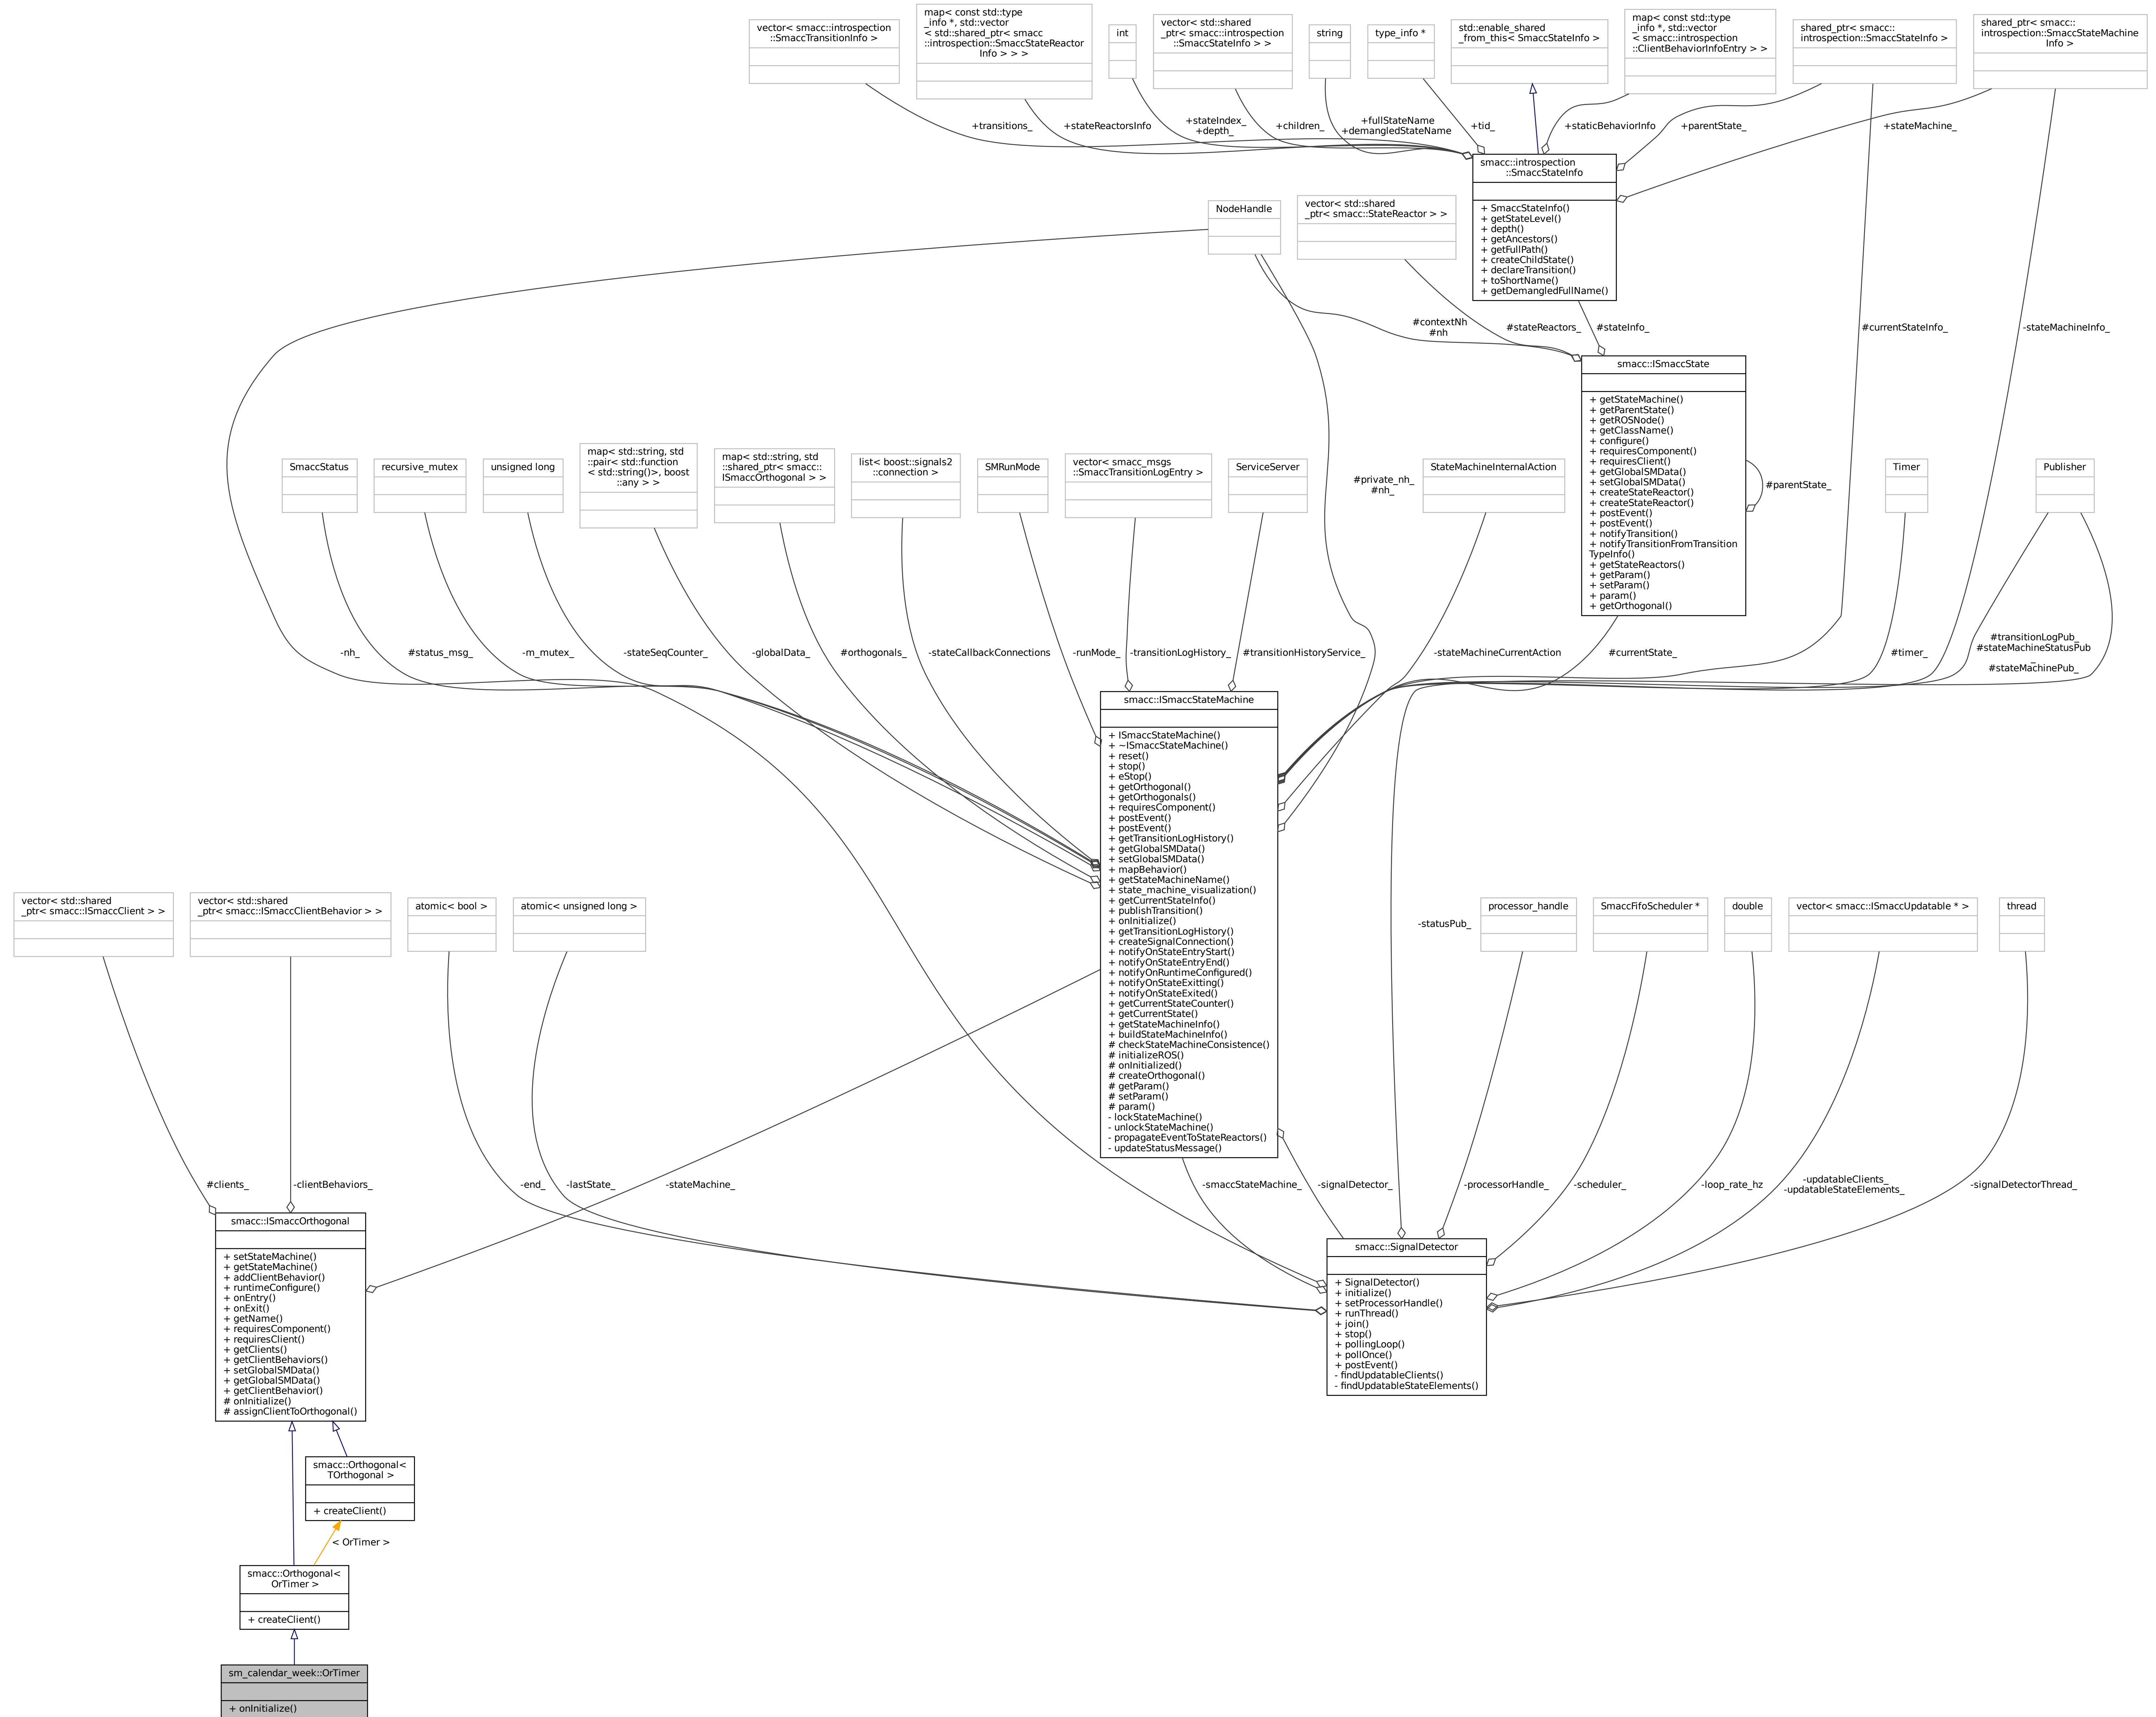 vector< smacc::introspection
::SmaccTransitionInfo >
map< const std::type
_info *, std::vector
< std::shared_ptr< smacc
::introspection::SmaccStateReactor
Info > > >
int
vector< std::shared
_ptr< smacc::introspection
::SmaccStateInfo > >
string
type_info *
std::enable_shared
_from_this< SmaccStateInfo >
map< const std::type
_info *, std::vector
< smacc::introspection
::ClientBehaviorInfoEntry > >
shared_ptr< smacc::
introspection::SmaccStateInfo >
shared_ptr< smacc::
introspection::SmaccStateMachine
Info >
+transitions_
+stateReactorsInfo
+stateIndex_
+depth_
+children_
+fullStateName
+demangledStateName
+tid_
+staticBehaviorInfo
+parentState_
+stateMachine_
smacc::introspection
::SmaccStateInfo
+ SmaccStateInfo()
+ getStateLevel()
+ depth()
+ getAncestors()
+ getFullPath()
+ createChildState()
+ declareTransition()
+ toShortName()
+ getDemangledFullName()
NodeHandle
vector< std::shared
_ptr< smacc::StateReactor > >
#contextNh
#nh
#stateReactors_
#stateInfo_
#currentStateInfo_
-stateMachineInfo_
smacc::ISmaccState
+ getStateMachine()
+ getParentState()
+ getROSNode()
+ getClassName()
+ configure()
+ requiresComponent()
+ requiresClient()
+ getGlobalSMData()
+ setGlobalSMData()
+ createStateReactor()
+ createStateReactor()
+ postEvent()
+ postEvent()
+ notifyTransition()
+ notifyTransitionFromTransition
TypeInfo()
+ getStateReactors()
+ getParam()
+ setParam()
+ param()
+ getOrthogonal()
#parentState_
SmaccStatus
recursive_mutex
unsigned long
map< std::string, std
::pair< std::function
< std::string()>, boost
::any > >
map< std::string, std
::shared_ptr< smacc::
ISmaccOrthogonal > >
list< boost::signals2
::connection >
SMRunMode
vector< smacc_msgs
::SmaccTransitionLogEntry >
ServiceServer
#private_nh_
#nh_
StateMachineInternalAction
Timer
Publisher
-nh_
#status_msg_
-m_mutex_
-stateSeqCounter_
-globalData_
#orthogonals_
-stateCallbackConnections
-runMode_
-transitionLogHistory_
#transitionHistoryService_
-stateMachineCurrentAction
#currentState_
#timer_
#transitionLogPub_
#stateMachineStatusPub
_
#stateMachinePub_
smacc::ISmaccStateMachine
+ ISmaccStateMachine()
+ ~ISmaccStateMachine()
+ reset()
+ stop()
+ eStop()
+ getOrthogonal()
+ getOrthogonals()
+ requiresComponent()
+ postEvent()
+ postEvent()
+ getTransitionLogHistory()
+ getGlobalSMData()
+ setGlobalSMData()
+ mapBehavior()
+ getStateMachineName()
+ state_machine_visualization()
+ getCurrentStateInfo()
+ publishTransition()
+ onInitialize()
+ getTransitionLogHistory()
+ createSignalConnection()
+ notifyOnStateEntryStart()
+ notifyOnStateEntryEnd()
+ notifyOnRuntimeConfigured()
+ notifyOnStateExitting()
+ notifyOnStateExited()
+ getCurrentStateCounter()
+ getCurrentState()
+ getStateMachineInfo()
+ buildStateMachineInfo()
# checkStateMachineConsistence()
# initializeROS()
# onInitialized()
# createOrthogonal()
# getParam()
# setParam()
# param()
- lockStateMachine()
- unlockStateMachine()
- propagateEventToStateReactors()
- updateStatusMessage()
vector< std::shared
_ptr< smacc::ISmaccClient > >
vector< std::shared
_ptr< smacc::ISmaccClientBehavior > >
atomic< bool >
atomic< unsigned long >
-statusPub_
processor_handle
SmaccFifoScheduler *
double
vector< smacc::ISmaccUpdatable * >
thread
#clients_
-clientBehaviors_
-end_
-lastState_
-stateMachine_
-smaccStateMachine_
-signalDetector_
-processorHandle_
-scheduler_
-loop_rate_hz
-updatableClients_
-updatableStateElements_
-signalDetectorThread_
smacc::ISmaccOrthogonal
+ setStateMachine()
+ getStateMachine()
+ addClientBehavior()
+ runtimeConfigure()
+ onEntry()
+ onExit()
+ getName()
+ requiresComponent()
+ requiresClient()
+ getClients()
+ getClientBehaviors()
+ setGlobalSMData()
+ getGlobalSMData()
+ getClientBehavior()
# onInitialize()
# assignClientToOrthogonal()
smacc::SignalDetector
+ SignalDetector()
+ initialize()
+ setProcessorHandle()
+ runThread()
+ join()
+ stop()
+ pollingLoop()
+ pollOnce()
+ postEvent()
- findUpdatableClients()
- findUpdatableStateElements()
smacc::Orthogonal<
TOrthogonal >
+ createClient()
< OrTimer >
smacc::Orthogonal<
OrTimer >
+ createClient()
sm_calendar_week::OrTimer
+ onInitialize()